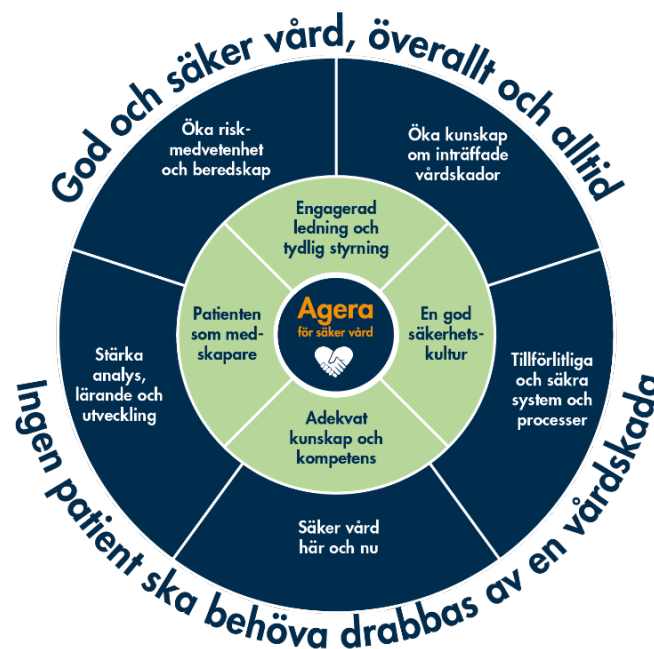 God och säker vård, överallt och alltid
Öka risk-
medvetenhet
och beredskap
Öka kunskap
om inträffade
vårdskador
Engagerad
ledning och
tydlig styrning
Patienten
som med-
skapare
Agera
för säker vård
En god
säkerhets-
kultur
Stärka
analys,
lärande och
utveckling
Tillförlitliga
och säkra
system och
processer
Adekvat
kunskap och
kompetens
Säker vård
här och nu
Ingen patient ska behöva drabbas av en vårdskada